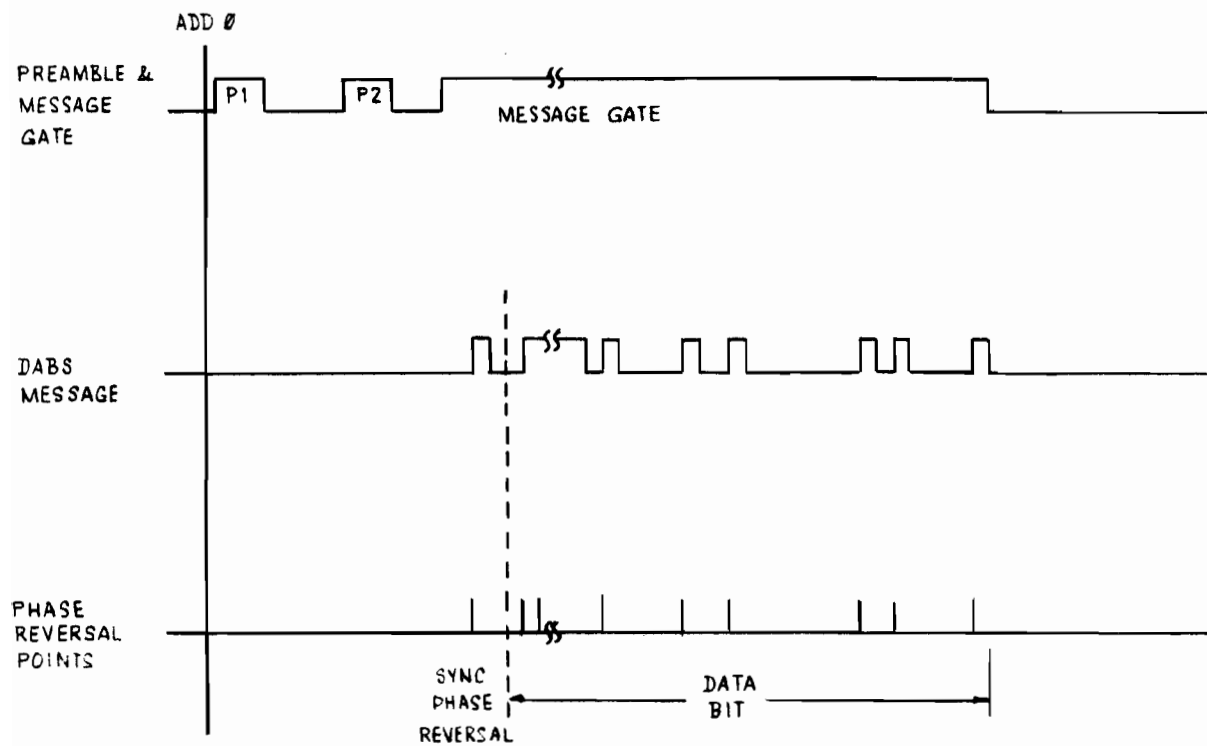 ADD Ø
PREAMBLE &
MESSAGE
GATE
P1
P2
MESSAGE GATE
DABS
MESSAGE
PHASE
REVERSAL
POINTS
SYNC
PHASE
REVERSAL
DATA
BIT